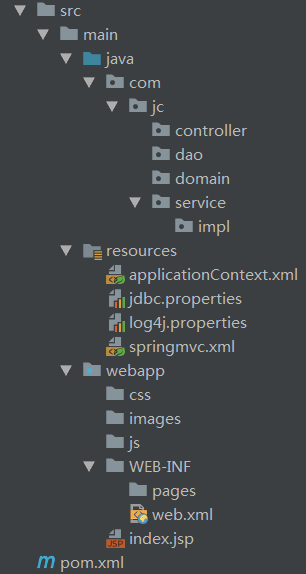 src
main
java
com
jc
controller
dao
domain
service
impl
resources
applicationContext.xml
jdbc.properties
log4j.properties
springmvc.xml
webapp
css
images
js
WEB-INF
pages
web.xml
index.jsp
pom.xml